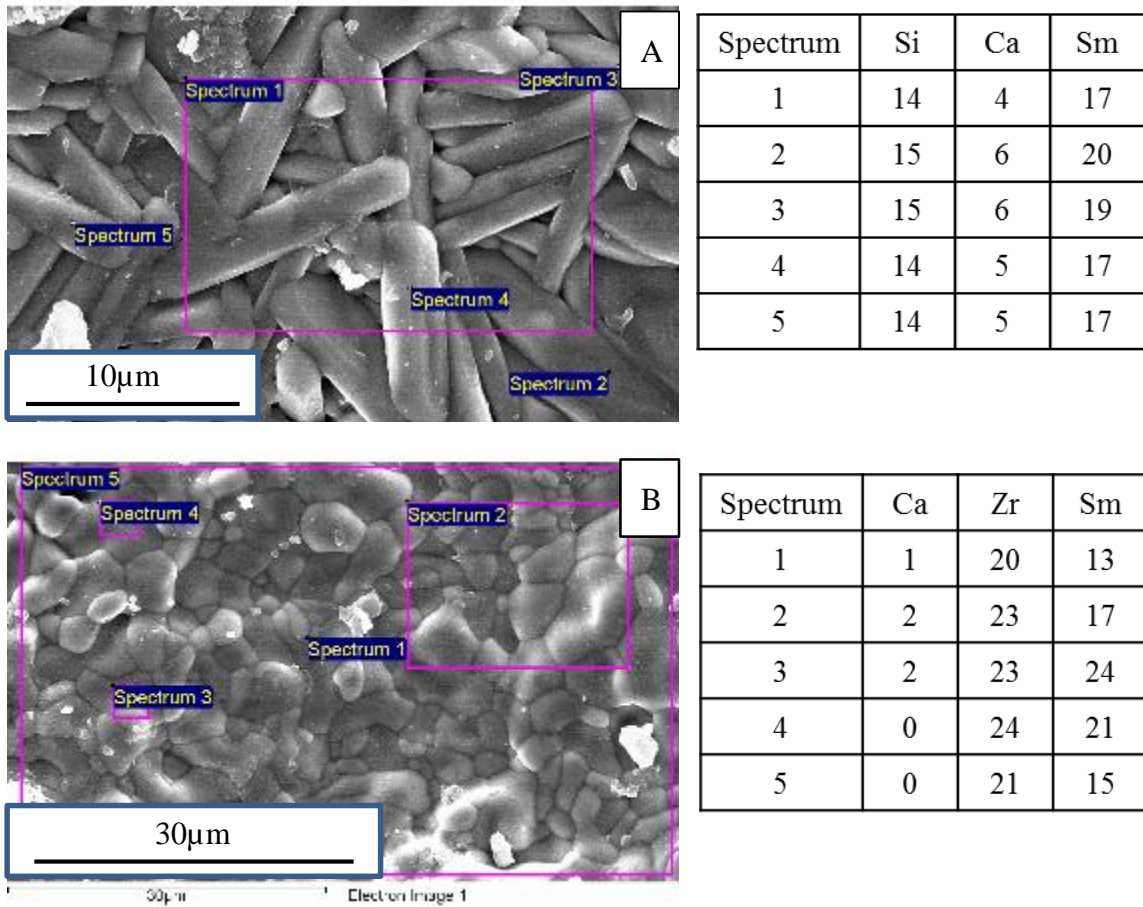 A
Spectrum 1
Spectrum 3
Spectrum 5
Spectrum 4
Spectrum 2
10µm
Spectrum Si Ca Sm
1 14 4 17
2 15 6 20
3 15 6 19
4 14 5 17
5 14 5 17
B
Spectrum 5
Spectrum 4
Spectrum 2
Spectrum 1
Spectrum 3
30µm
30µm Electron Image 1
Spectrum Ca Zr Sm
1 1 20 13
2 2 23 17
3 2 23 24
4 0 24 21
5 0 21 15